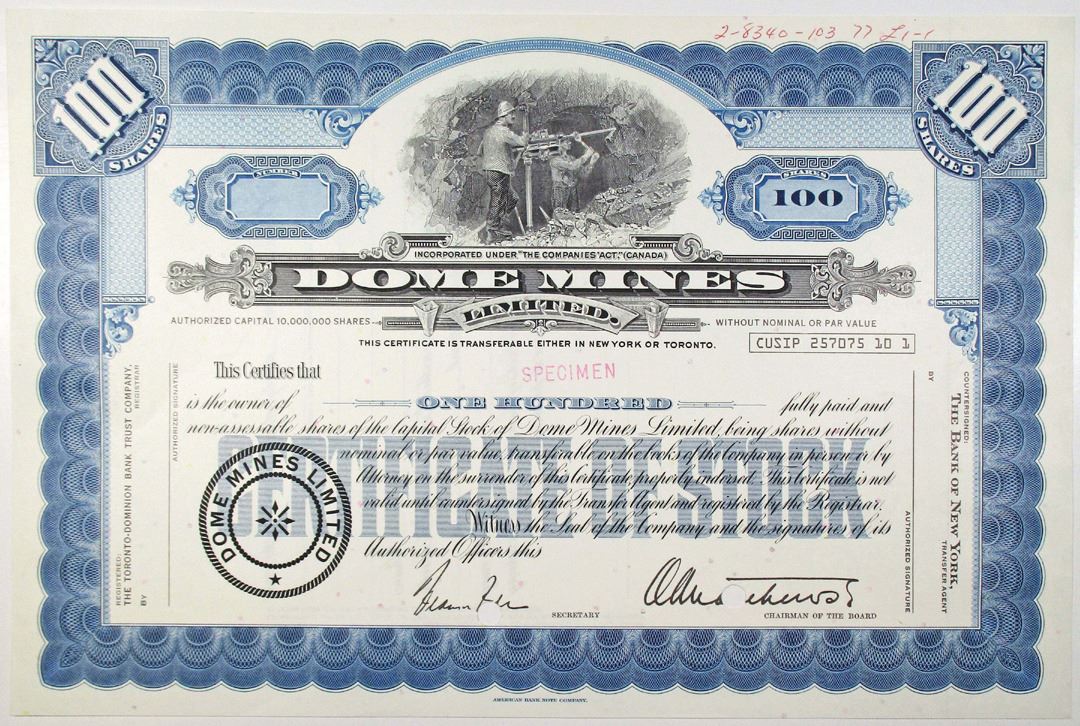 2-8340-103 77
100 SHARES
100 SHARES
NUMBER
SHARES
100
INCORPORATED UNDER "THE COMPANIES ACT," (CANADA)
DOME MINES
LIMITED.
AUTHORIZED CAPITAL 10,000,000 SHARES
WITHOUT NOMINAL OR PAR VALUE
THIS CERTIFICATE IS TRANSFERABLE EITHER IN NEW YORK OR TORONTO.
CUSIP 257075 10 1
This Certifies that
SPECIMEN
is the owner of ONE HUNDRED fully paid and
non-assessable shares of the Capital Stock of Dome Mines Limited, being shares without
nominal or par value, transferable on the books of the Company in person or by
Attorney on the surrender of this Certificate properly endorsed. This Certificate is not
valid until countersigned by the Transfer Agent and registered by the Registrar.
Witness the Seal of the Company and the signatures of its
Authorized Officers this
CERTIFICATE OF STOCK
DOME MINES LIMITED
SECRETARY
CHAIRMAN OF THE BOARD
REGISTERED:
THE TORONTO-DOMINION BANK TRUST COMPANY,
REGISTRAR
BY
AUTHORIZED SIGNATURE
COUNTERSIGNED:
THE BANK OF NEW YORK,
TRANSFER AGENT
BY
AUTHORIZED SIGNATURE
AMERICAN BANK NOTE COMPANY.